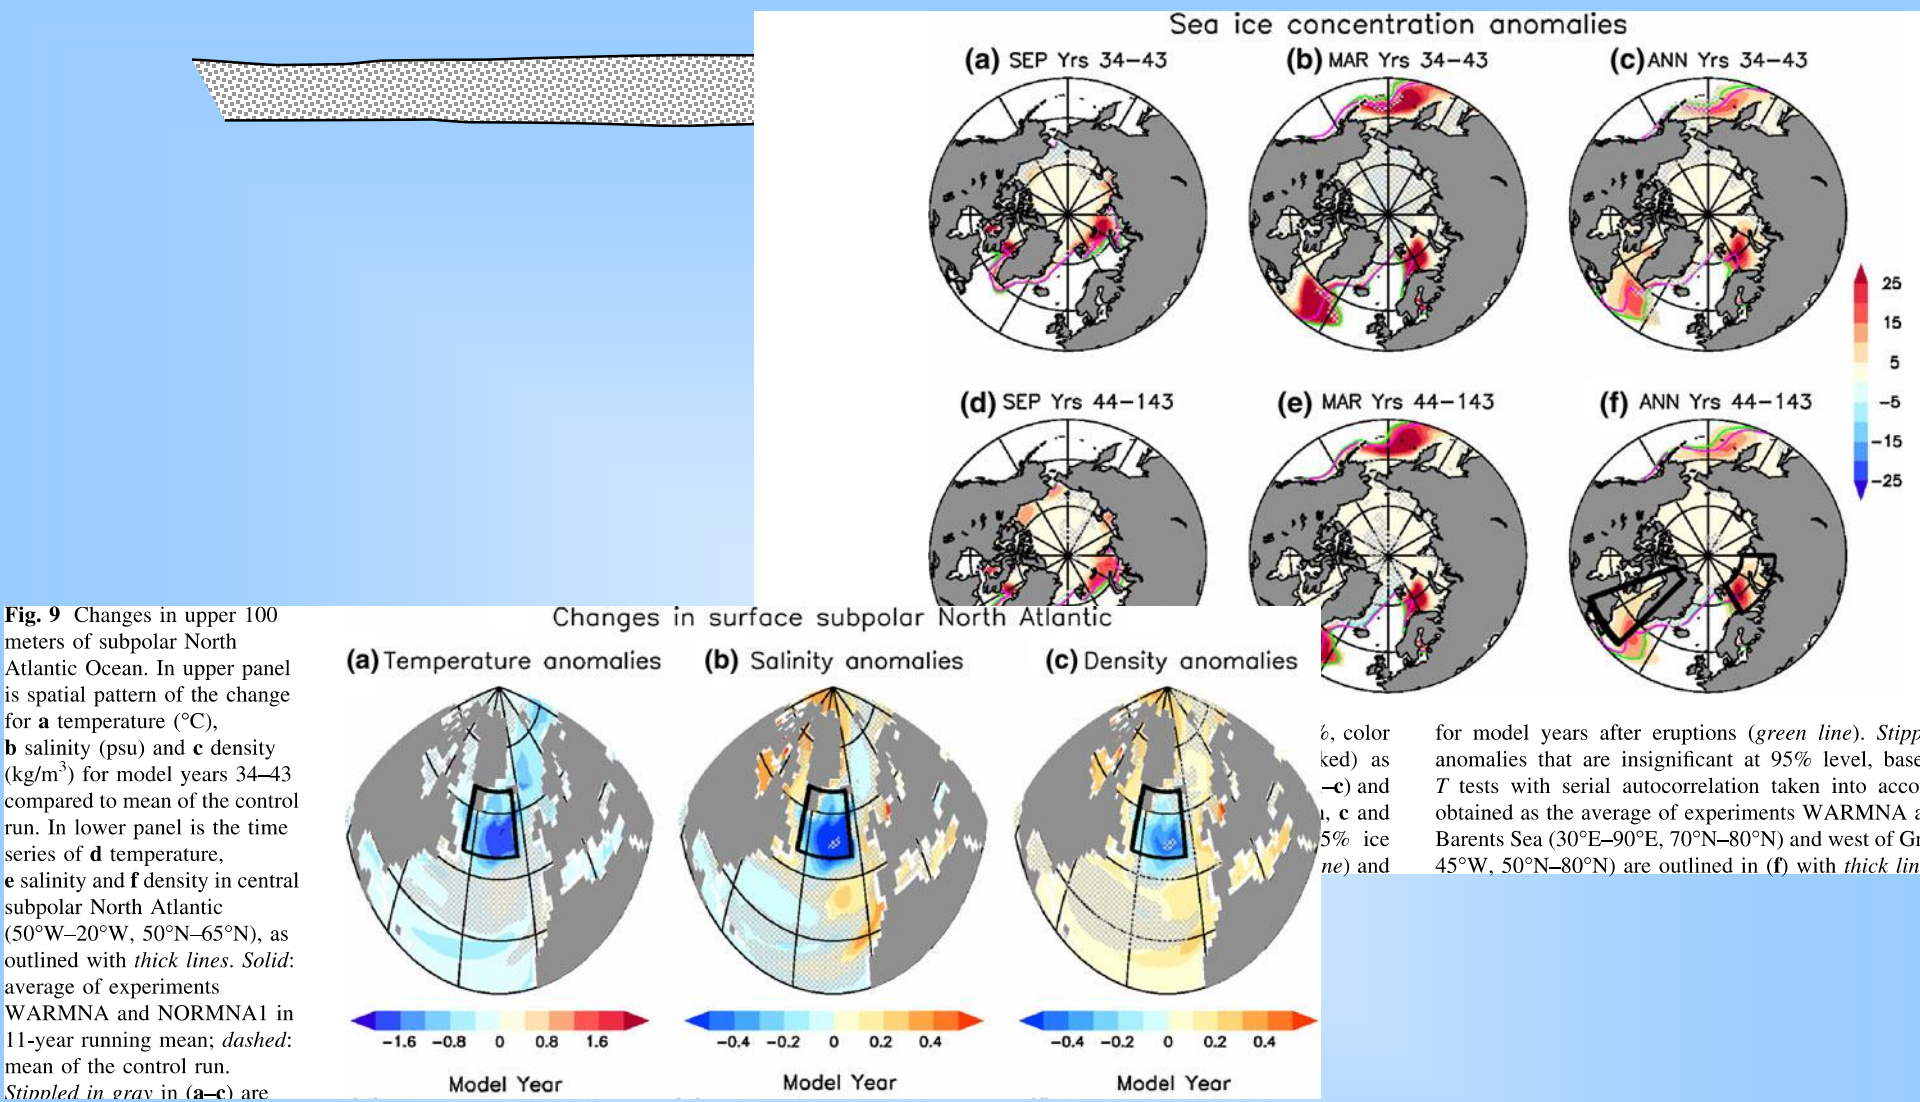 Sea ice concentration anomalies
(a) SEP Yrs 34-43
(b) MAR Yrs 34-43
(c) ANN Yrs 34-43
25
15
5
-5
-15
-25
(d) SEP Yrs 44-143
(e) MAR Yrs 44-143
(f) ANN Yrs 44-143
%, color
ked) as
–c) and
, c and
5% ice
ne) and
for model years after eruptions (green line). Stipp
anomalies that are insignificant at 95% level, base
T tests with serial autocorrelation taken into acco
obtained as the average of experiments WARMNA a
Barents Sea (30°E–90°E, 70°N–80°N) and west of Gr
45°W, 50°N–80°N) are outlined in (f) with thick lin
Fig. 9 Changes in upper 100
meters of subpolar North
Atlantic Ocean. In upper panel
is spatial pattern of the change
for a temperature (°C),
b salinity (psu) and c density
(kg/m³) for model years 34–43
compared to mean of the control
run. In lower panel is the time
series of d temperature,
e salinity and f density in central
subpolar North Atlantic
(50°W–20°W, 50°N–65°N), as
outlined with thick lines. Solid:
average of experiments
WARMNA and NORMNA1 in
11-year running mean; dashed:
mean of the control run.
Stippled in gray in (a–c) are
Changes in surface subpolar North Atlantic
(a) Temperature anomalies
(b) Salinity anomalies
(c) Density anomalies
-1.6 -0.8 0 0.8 1.6
-0.4 -0.2 0 0.2 0.4
-0.4 -0.2 0 0.2 0.4
Model Year
Model Year
Model Year